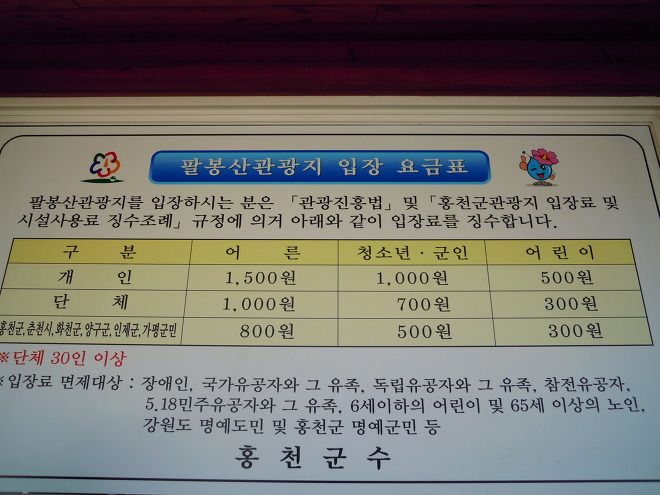 팔봉산관광지 입장 요금표
팔봉산관광지를 입장하시는 분은 「관광진흥법」 및 「홍천군관광지 입장료 및
시설사용료 징수조례」 규정에 의거 아래와 같이 입장료를 징수합니다.
구 분 어 른 청소년 · 군인 어 린 이
개 인 1,500원 1,000원 500원
단 체 1,000원 700원 300원
홍천군,춘천시,화천군,양구군,인제군,가평군민 800원 500원 300원
※단체 30인 이상
※입장료 면제대상 : 장애인, 국가유공자와 그 유족, 독립유공자와 그 유족, 참전유공자,
5.18민주유공자와 그 유족, 6세이하의 어린이 및 65세 이상의 노인,
강원도 명예도민 및 홍천군 명예군민 등
홍 천 군 수